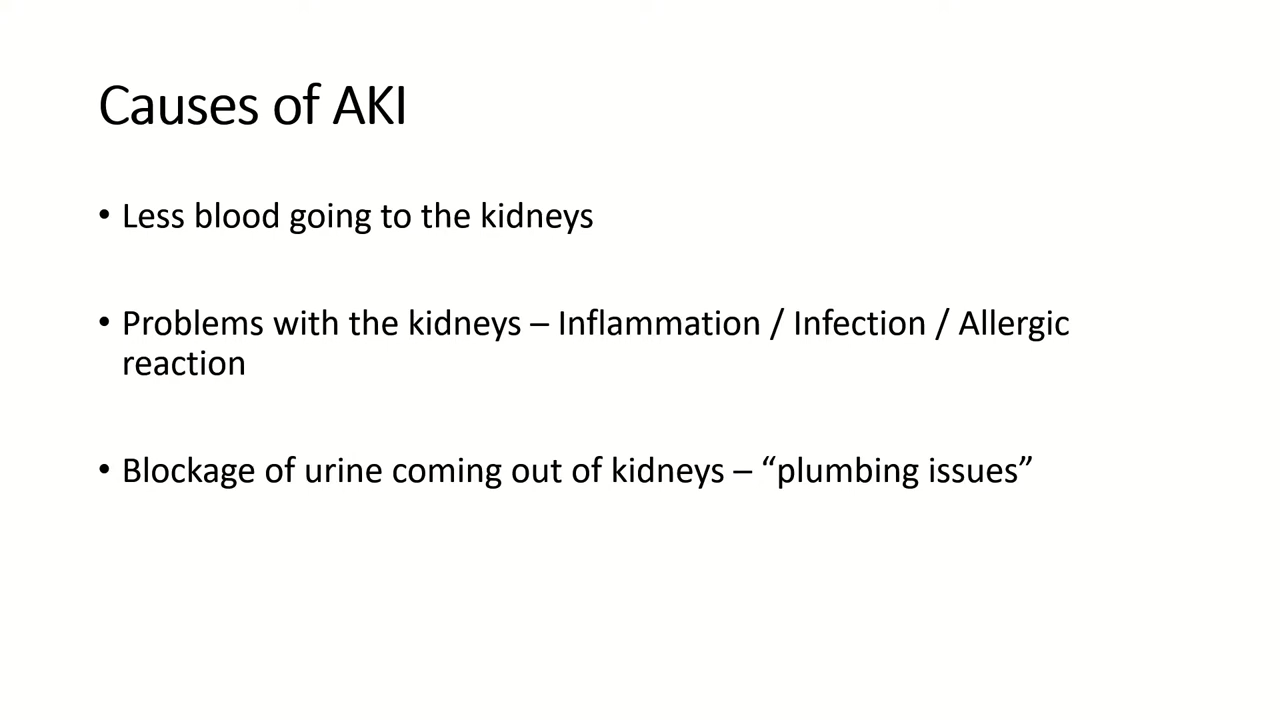 Causes of AKI
• Less blood going to the kidneys
• Problems with the kidneys – Inflammation / Infection / Allergic
reaction
• Blockage of urine coming out of kidneys – “plumbing issues”